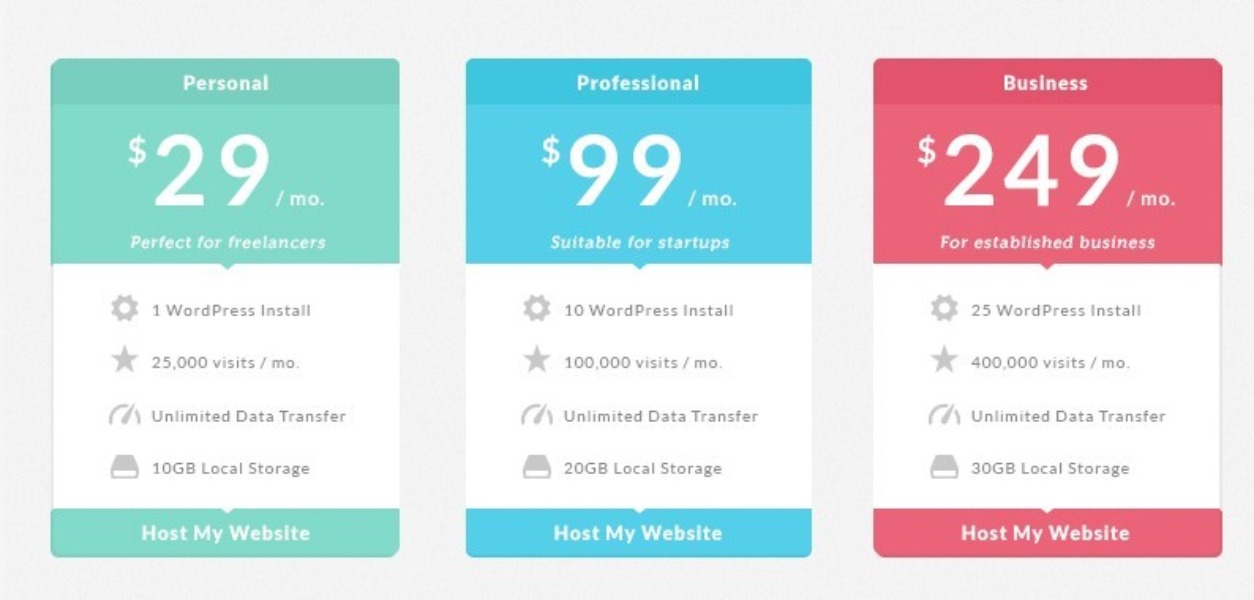 Personal
$29 / mo.
Perfect for freelancers
1 WordPress Install
25,000 visits / mo.
Unlimited Data Transfer
10GB Local Storage
Host My Website
Professional
$99 / mo.
Suitable for startups
10 WordPress Install
100,000 visits / mo.
Unlimited Data Transfer
20GB Local Storage
Host My Website
Business
$249 / mo.
For established business
25 WordPress Install
400,000 visits / mo.
Unlimited Data Transfer
30GB Local Storage
Host My Website